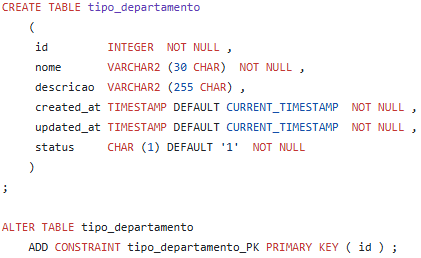 CREATE TABLE tipo_departamento
(
id INTEGER NOT NULL ,
nome VARCHAR2 (30 CHAR) NOT NULL ,
descricao VARCHAR2 (255 CHAR) ,
created_at TIMESTAMP DEFAULT CURRENT_TIMESTAMP NOT NULL ,
updated_at TIMESTAMP DEFAULT CURRENT_TIMESTAMP NOT NULL ,
status CHAR (1) DEFAULT '1' NOT NULL
)
;
ALTER TABLE tipo_departamento
ADD CONSTRAINT tipo_departamento_PK PRIMARY KEY ( id ) ;